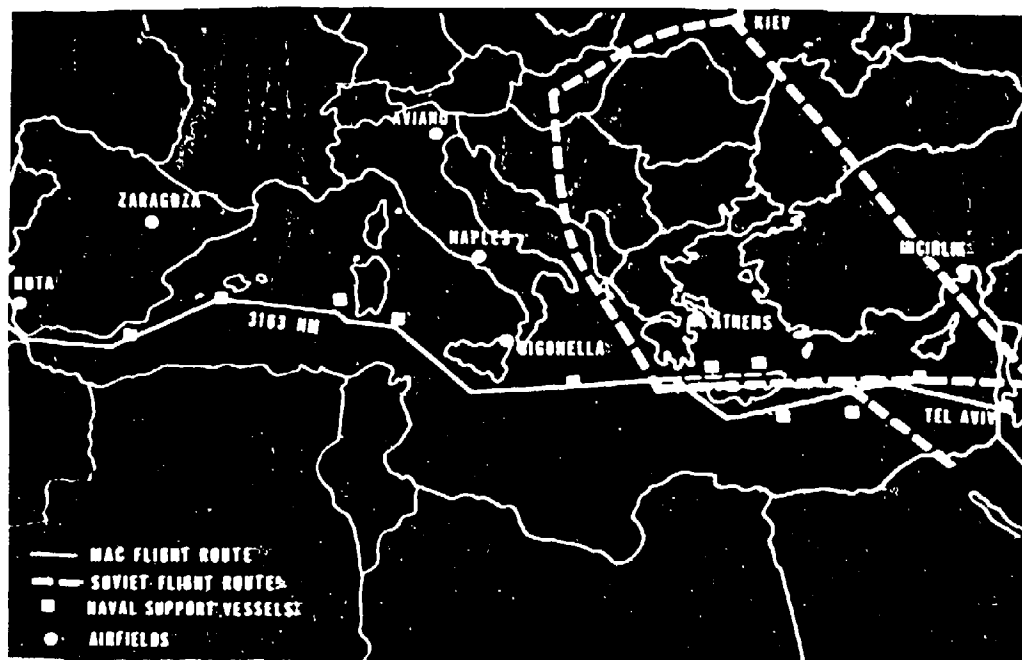 KIEV
AVIANO
ZARAGOZA
NAPLES
INCIRLIK
ROTA
3163 NM
ATHENS
SIGONELLA
TEL AVIV
MAC FLIGHT ROUTE
SOVIET FLIGHT ROUTES
NAVAL SUPPORT VESSELS
AIRFIELDS